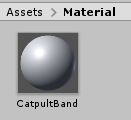 Assets > Material
CatpultBand